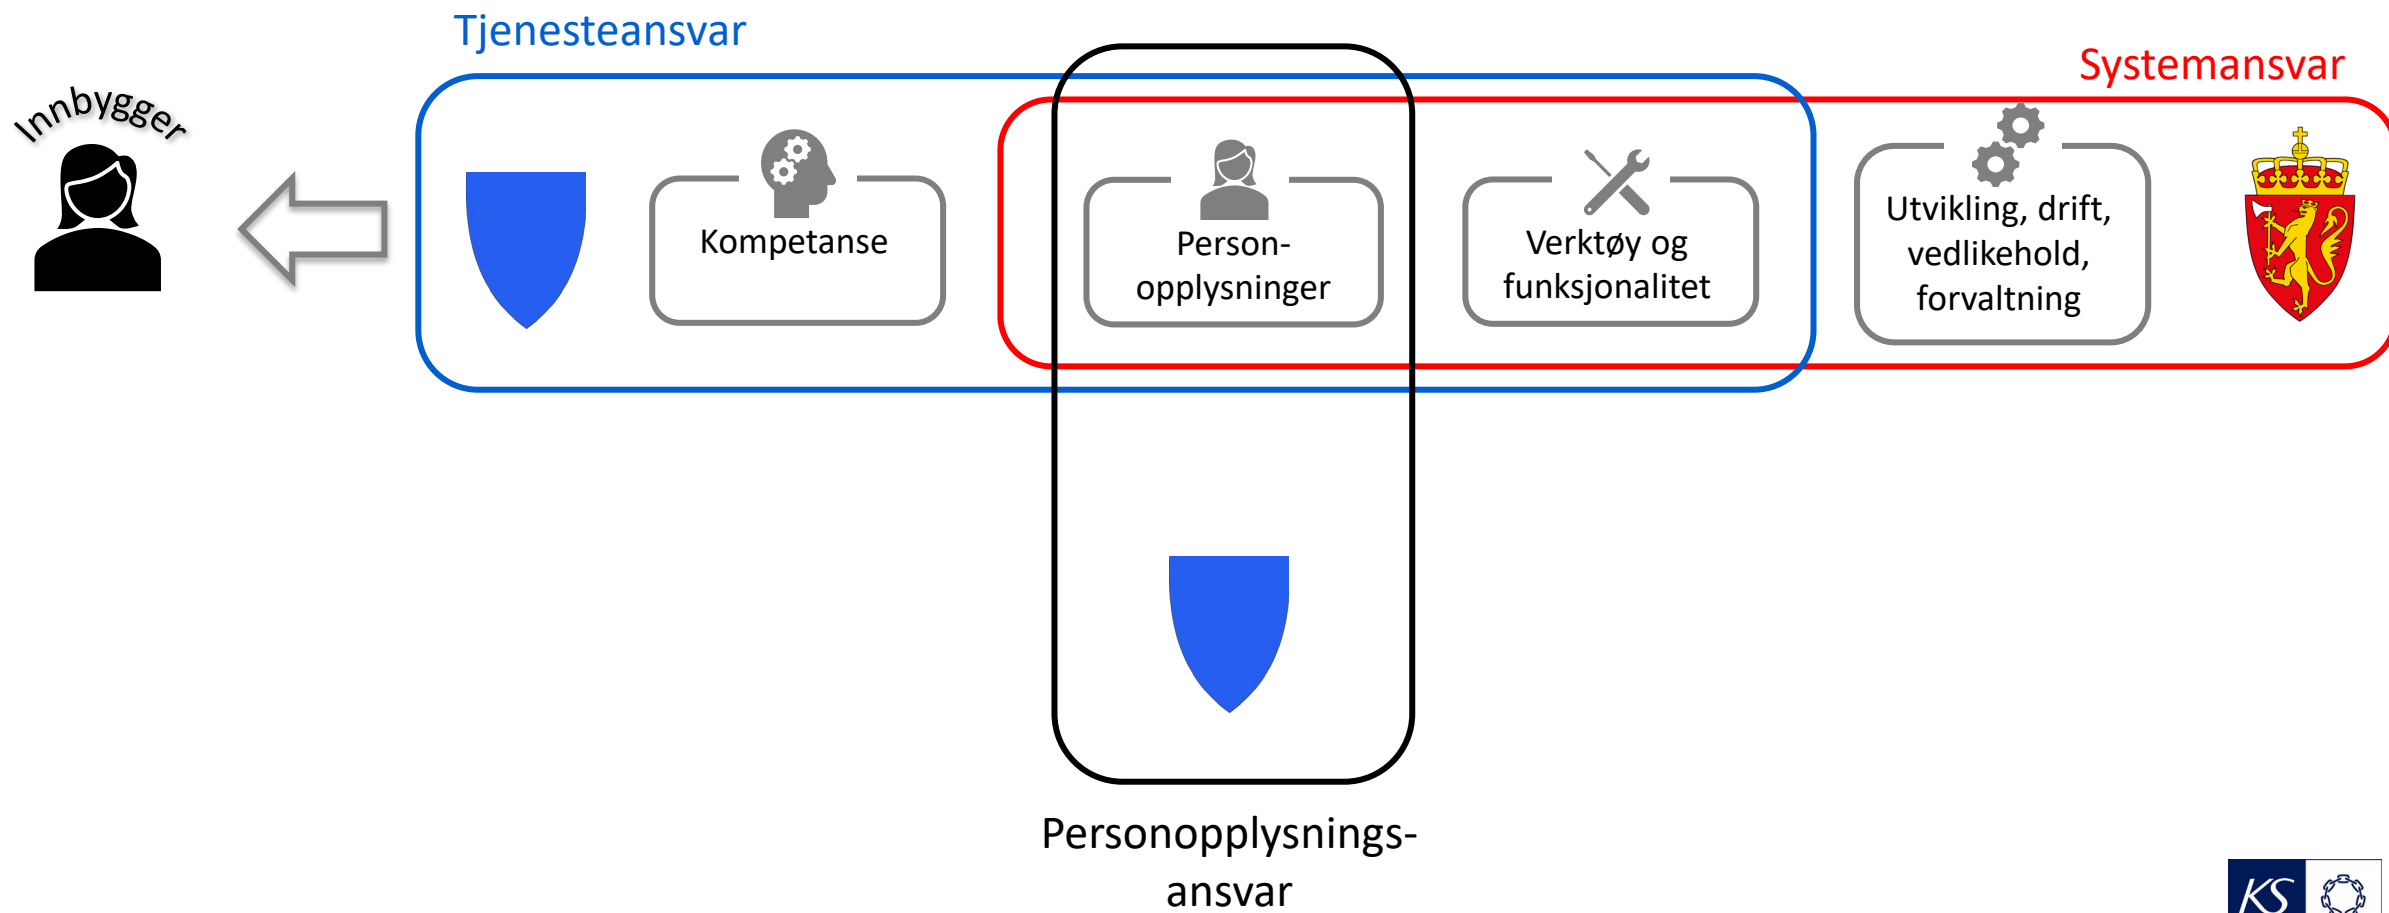 Tjenesteansvar
Systemansvar
Innbygger
Kompetanse
Person-
opplysninger
Verktøy og
funksjonalitet
Utvikling, drift,
vedlikehold,
forvaltning
Personopplysnings-
ansvar
KS